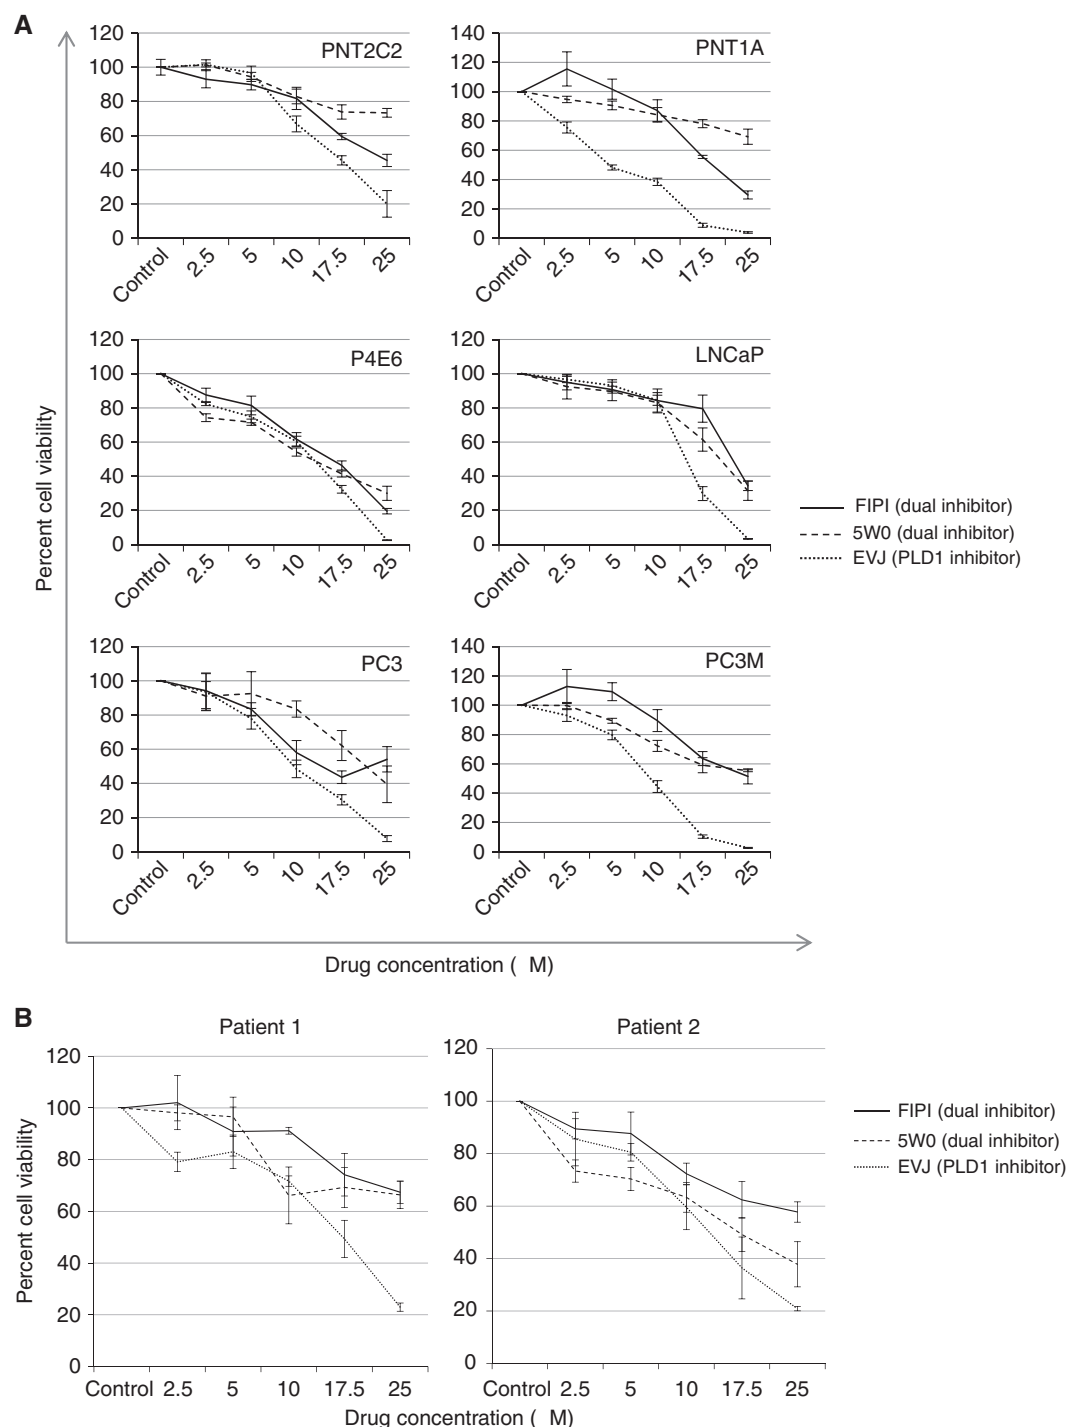 A
PNT2C2
120
100
80
60
40
20
0
Control 2.5 5 10 17.5 25
PNT1A
140
120
100
80
60
40
20
0
Control 2.5 5 10 17.5 25
P4E6
120
100
80
60
40
20
0
Control 2.5 5 10 17.5 25
LNCaP
120
100
80
60
40
20
0
Control 2.5 5 10 17.5 25
PC3
120
100
80
60
40
20
0
Control 2.5 5 10 17.5 25
PC3M
140
120
100
80
60
40
20
0
Control 2.5 5 10 17.5 25
Percent cell viability
Drug concentration ( M)
FIPI (dual inhibitor)
5W0 (dual inhibitor)
EVJ (PLD1 inhibitor)
B
Patient 1
120
100
80
60
40
20
0
Control 2.5 5 10 17.5 25
Patient 2
120
100
80
60
40
20
0
Control 2.5 5 10 17.5 25
Percent cell viability
Drug concentration ( M)
FIPI (dual inhibitor)
5W0 (dual inhibitor)
EVJ (PLD1 inhibitor)